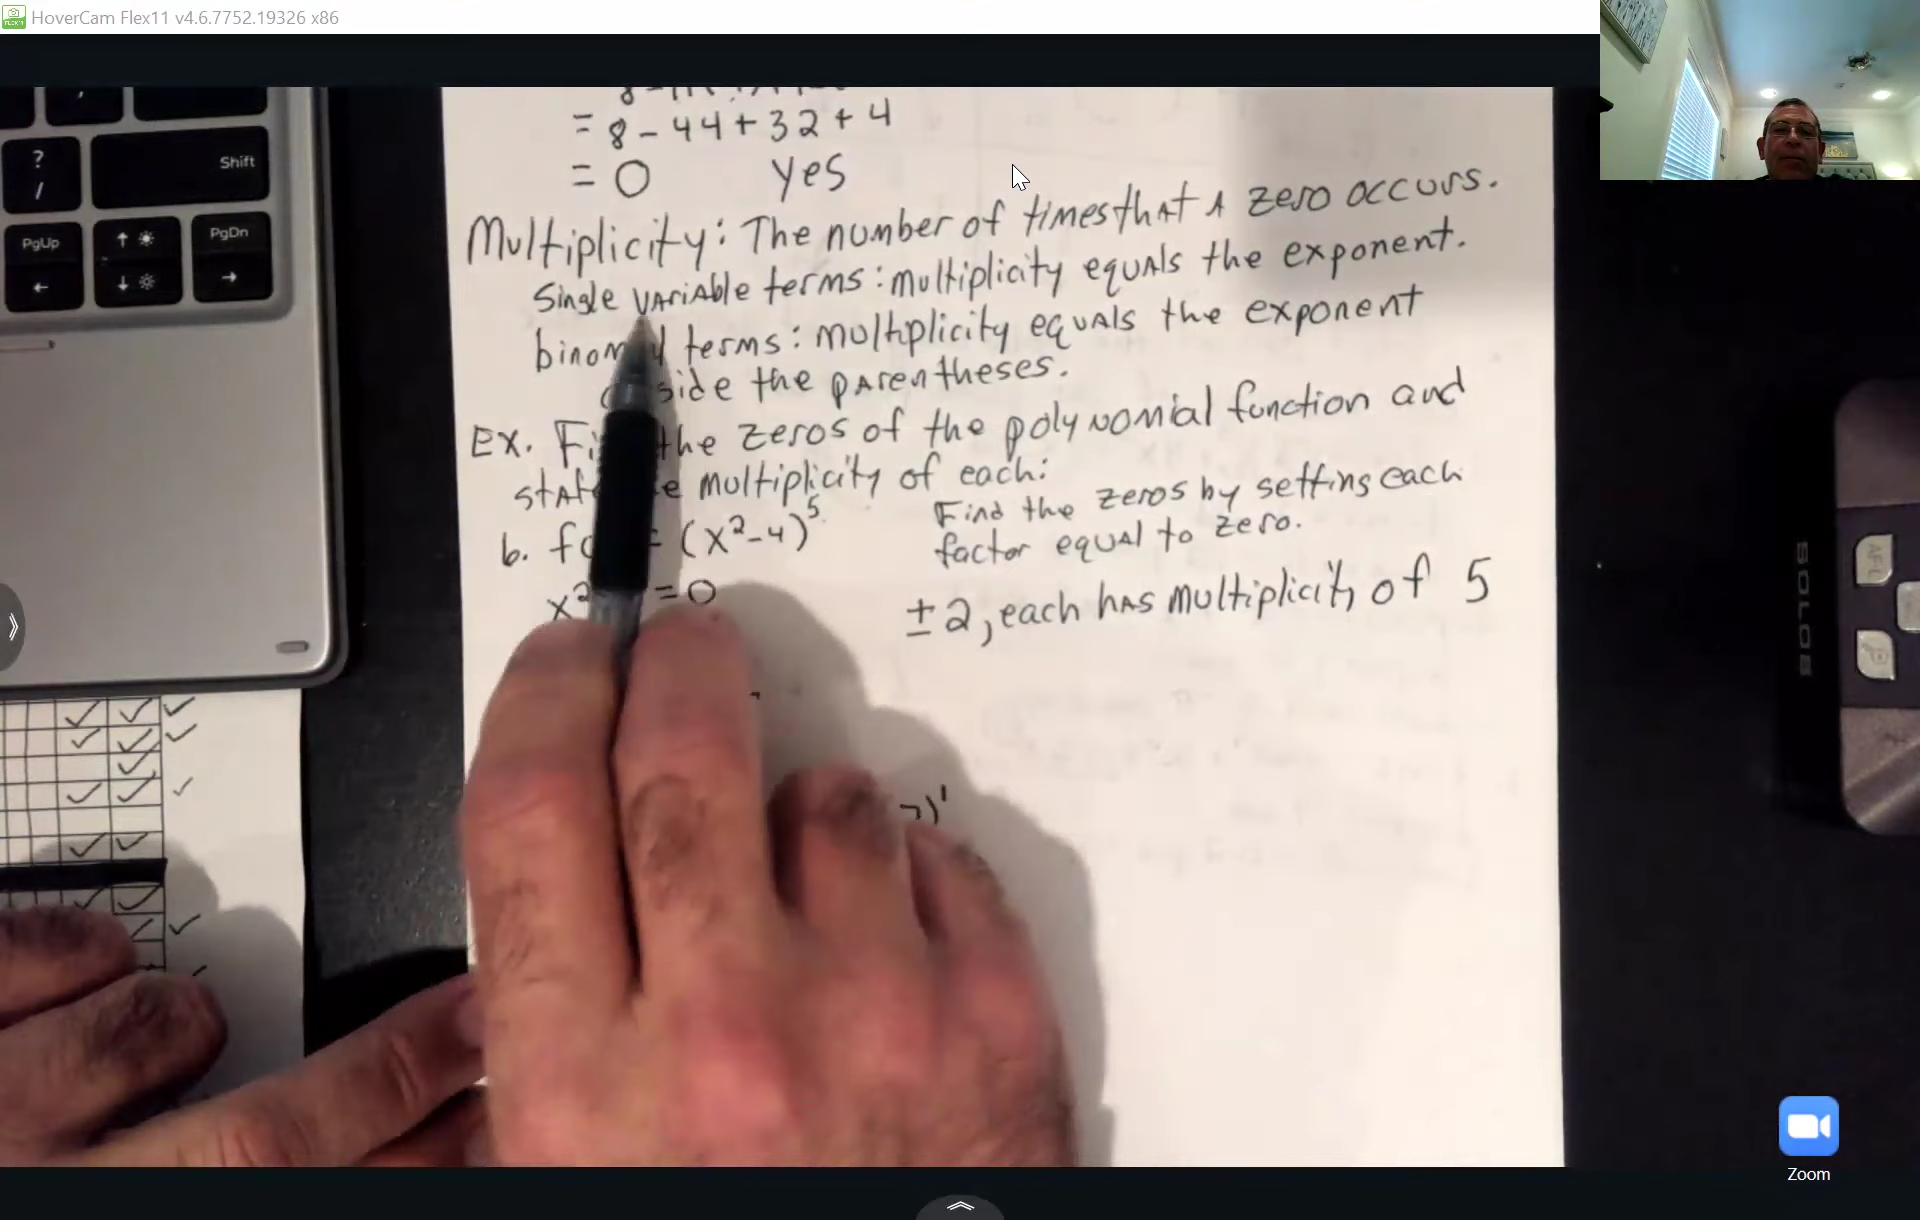 HoverCam Flex11 v4.6.7752.19326 x86
= 8 - 44 + 32 + 4
= 0 yes
Multiplicity: The number of times that A zero occurs.
Single variable terms: multiplicity equals the exponent.
terms: multiplicity equals the exponent
the parentheses.
Ex. the zeros of the polynomial function and
multiplicity of each:
Find the zeros by setting each
factor equal to zero.
b. = (x²-4)⁵
x² = 0
±2, each has multiplicity of 5
? /
Shift
PgUp
←
↑
↓
PgDn
→
SOLOS
Zoom